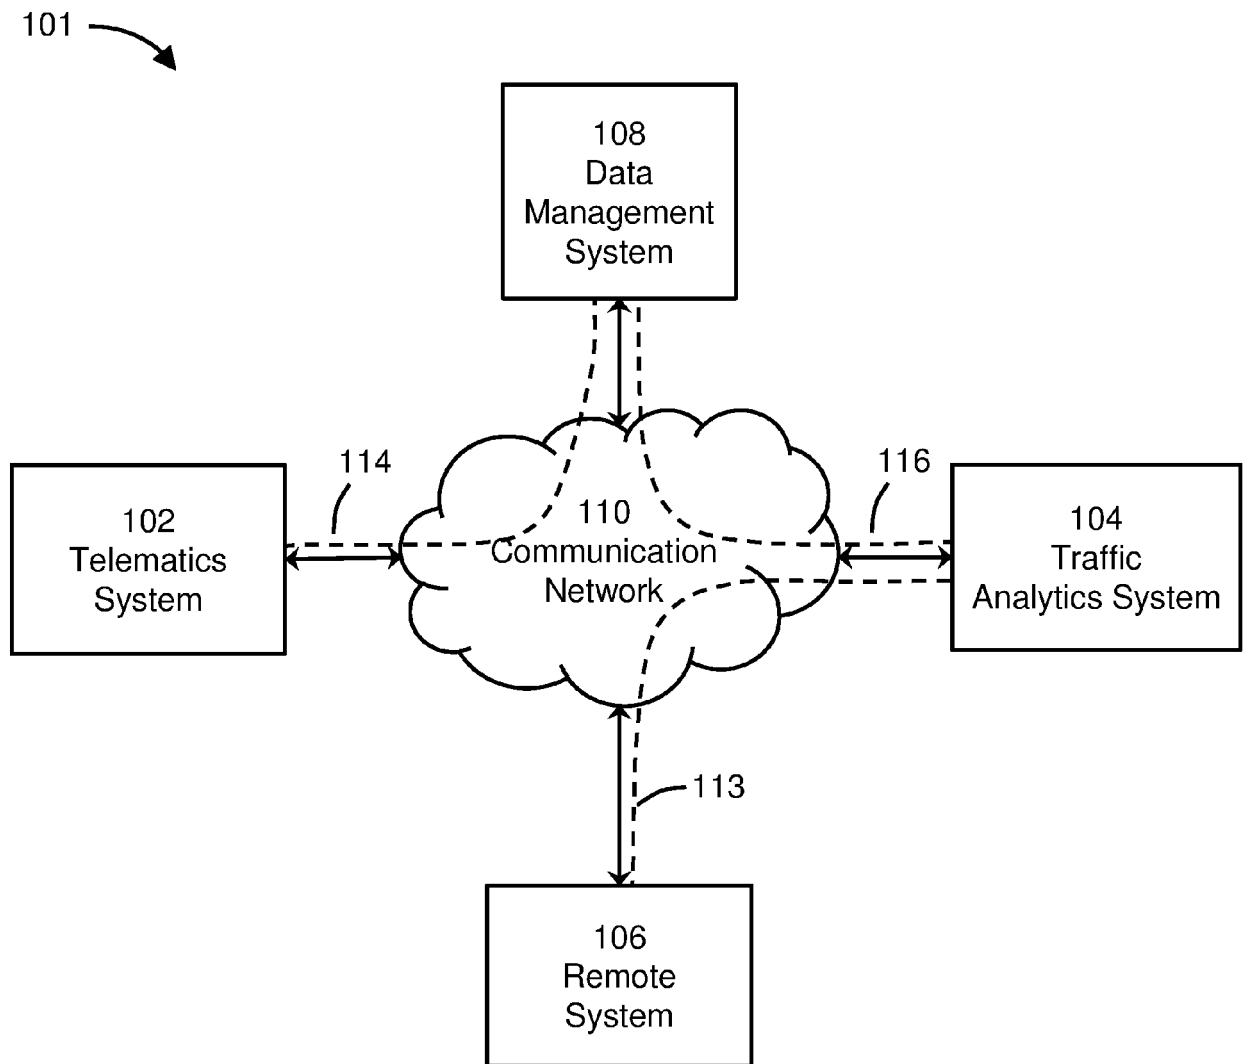 101
108
Data
Management
System
114
116
102
Telematics
System
110
Communication
Network
104
Traffic
Analytics System
113
106
Remote
System